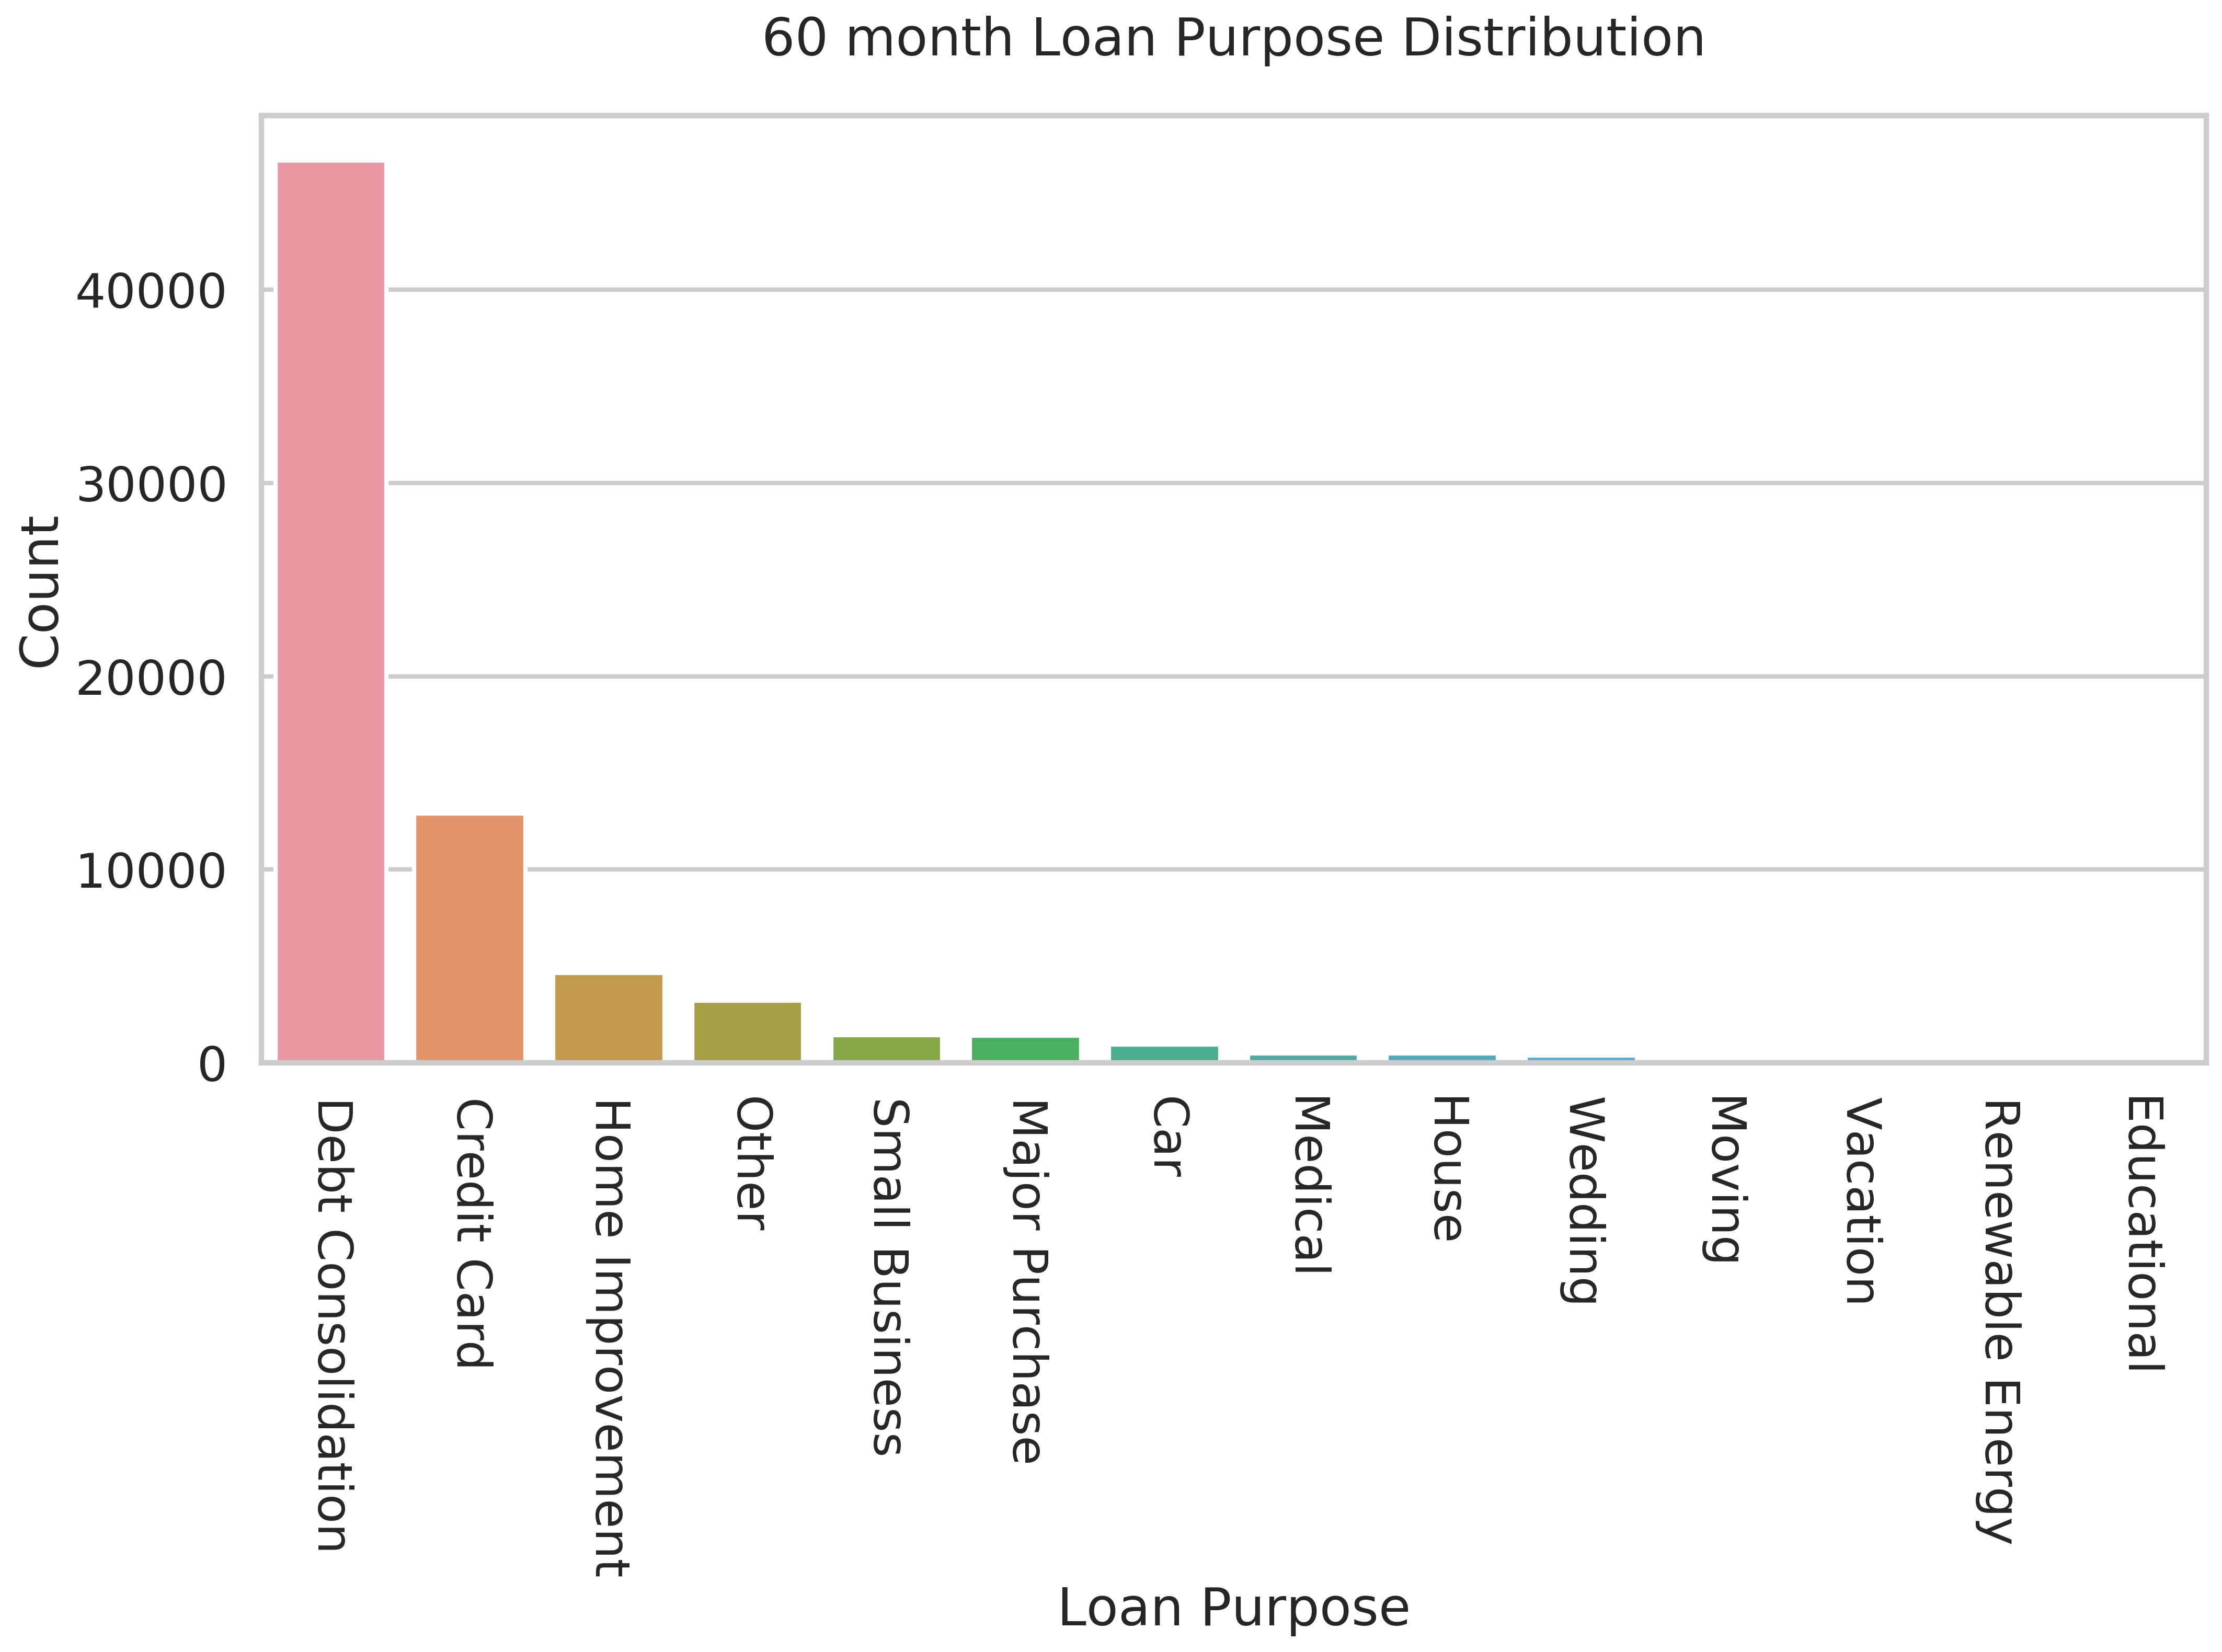 60 month Loan Purpose Distribution
Count
40000
30000
20000
10000
0
Debt Consolidation
Credit Card
Home Improvement
Other
Small Business
Major Purchase
Car
Medical
House
Wedding
Moving
Vacation
Renewable Energy
Educational
Loan Purpose